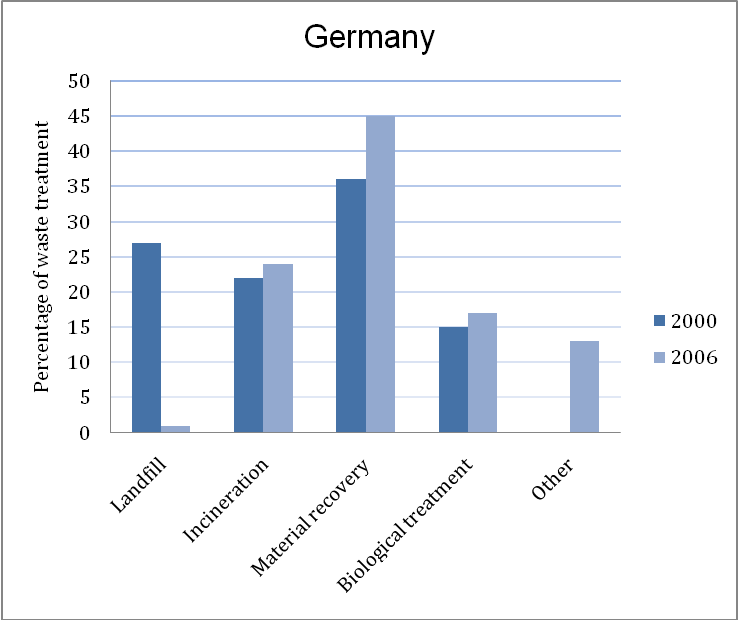 Germany
Percentage of waste treatment
50
45
40
35
30
25
20
15
10
5
0
Landfill
Incineration
Material recovery
Biological treatment
Other
2000
2006